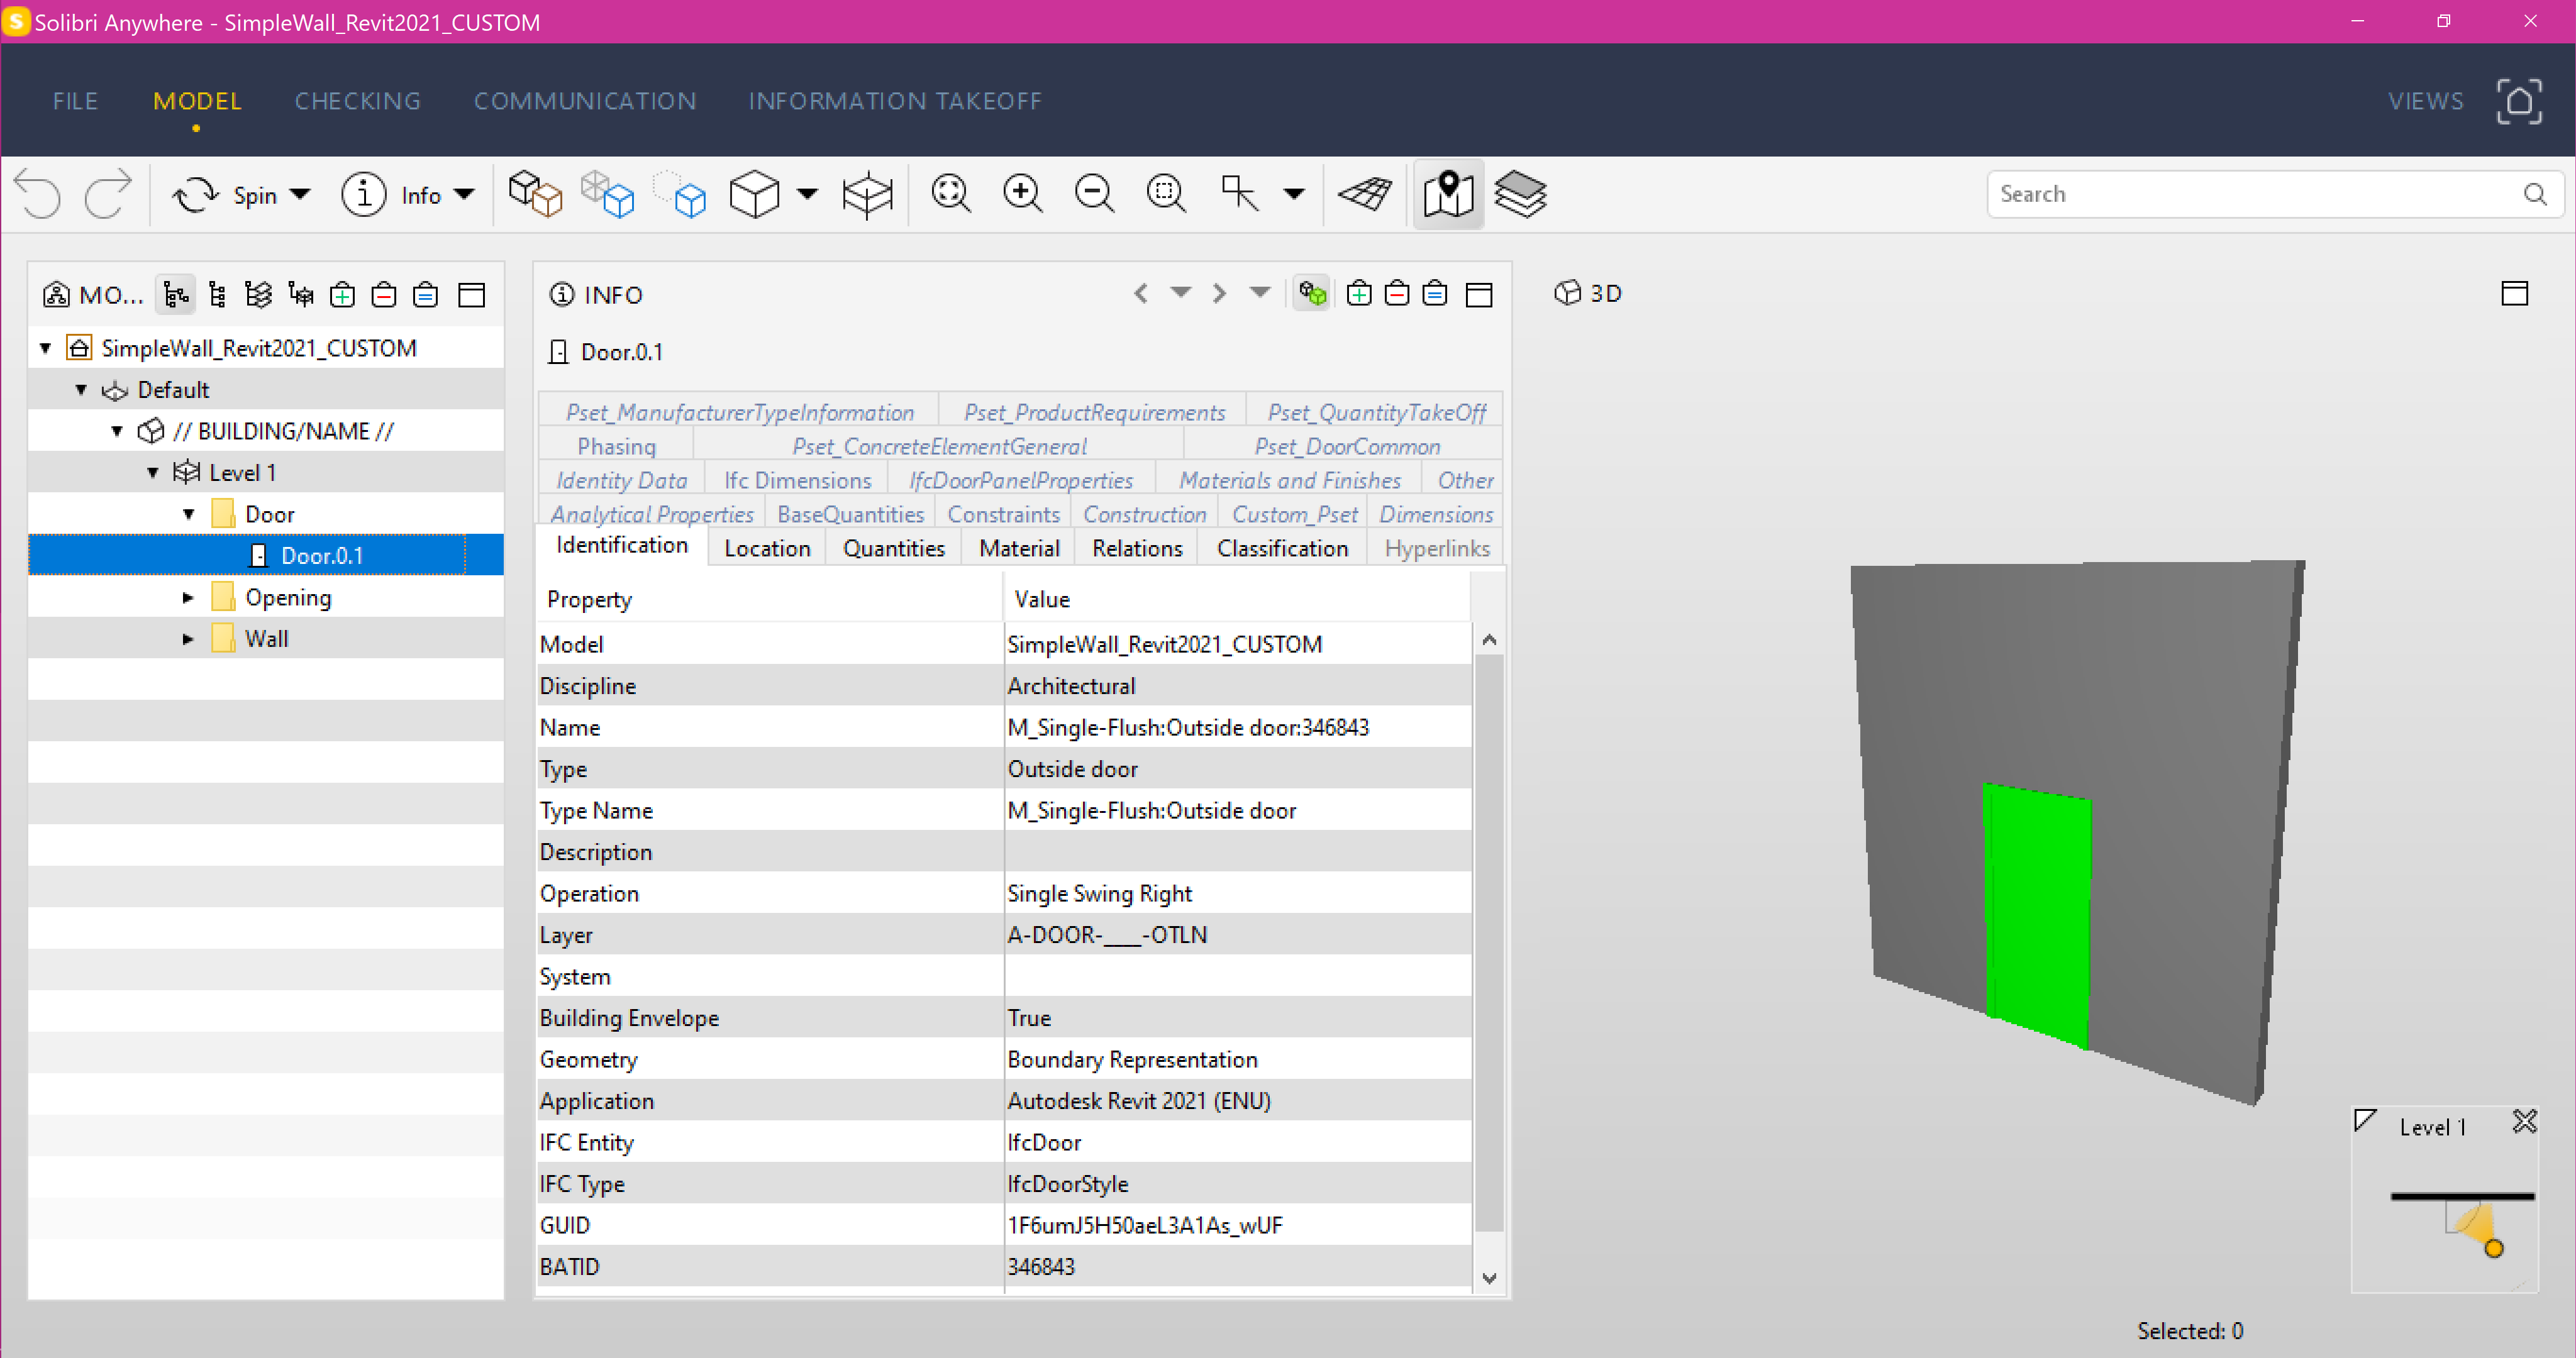 Solibri Anywhere - SimpleWall_Revit2021_CUSTOM
FILE MODEL CHECKING COMMUNICATION INFORMATION TAKEOFF VIEWS
Spin Info Search
MO...
SimpleWall_Revit2021_CUSTOM
Default
// BUILDING/NAME //
Level 1
Door
Door.0.1
Opening
Wall
INFO
Door.0.1
Pset_ManufacturerTypeInformation Pset_ProductRequirements Pset_QuantityTakeOff
Phasing Pset_ConcreteElementGeneral Pset_DoorCommon
Identity Data Ifc Dimensions IfcDoorPanelProperties Materials and Finishes Other
Analytical Properties BaseQuantities Constraints Construction Custom_Pset Dimensions
Identification Location Quantities Material Relations Classification Hyperlinks
Property Value
Model SimpleWall_Revit2021_CUSTOM
Discipline Architectural
Name M_Single-Flush:Outside door:346843
Type Outside door
Type Name M_Single-Flush:Outside door
Description
Operation Single Swing Right
Layer A-DOOR-____-OTLN
System
Building Envelope True
Geometry Boundary Representation
Application Autodesk Revit 2021 (ENU)
IFC Entity IfcDoor
IFC Type IfcDoorStyle
GUID 1F6umJ5H50aeL3A1As_wUF
BATID 346843
3D
Level 1
Selected: 0